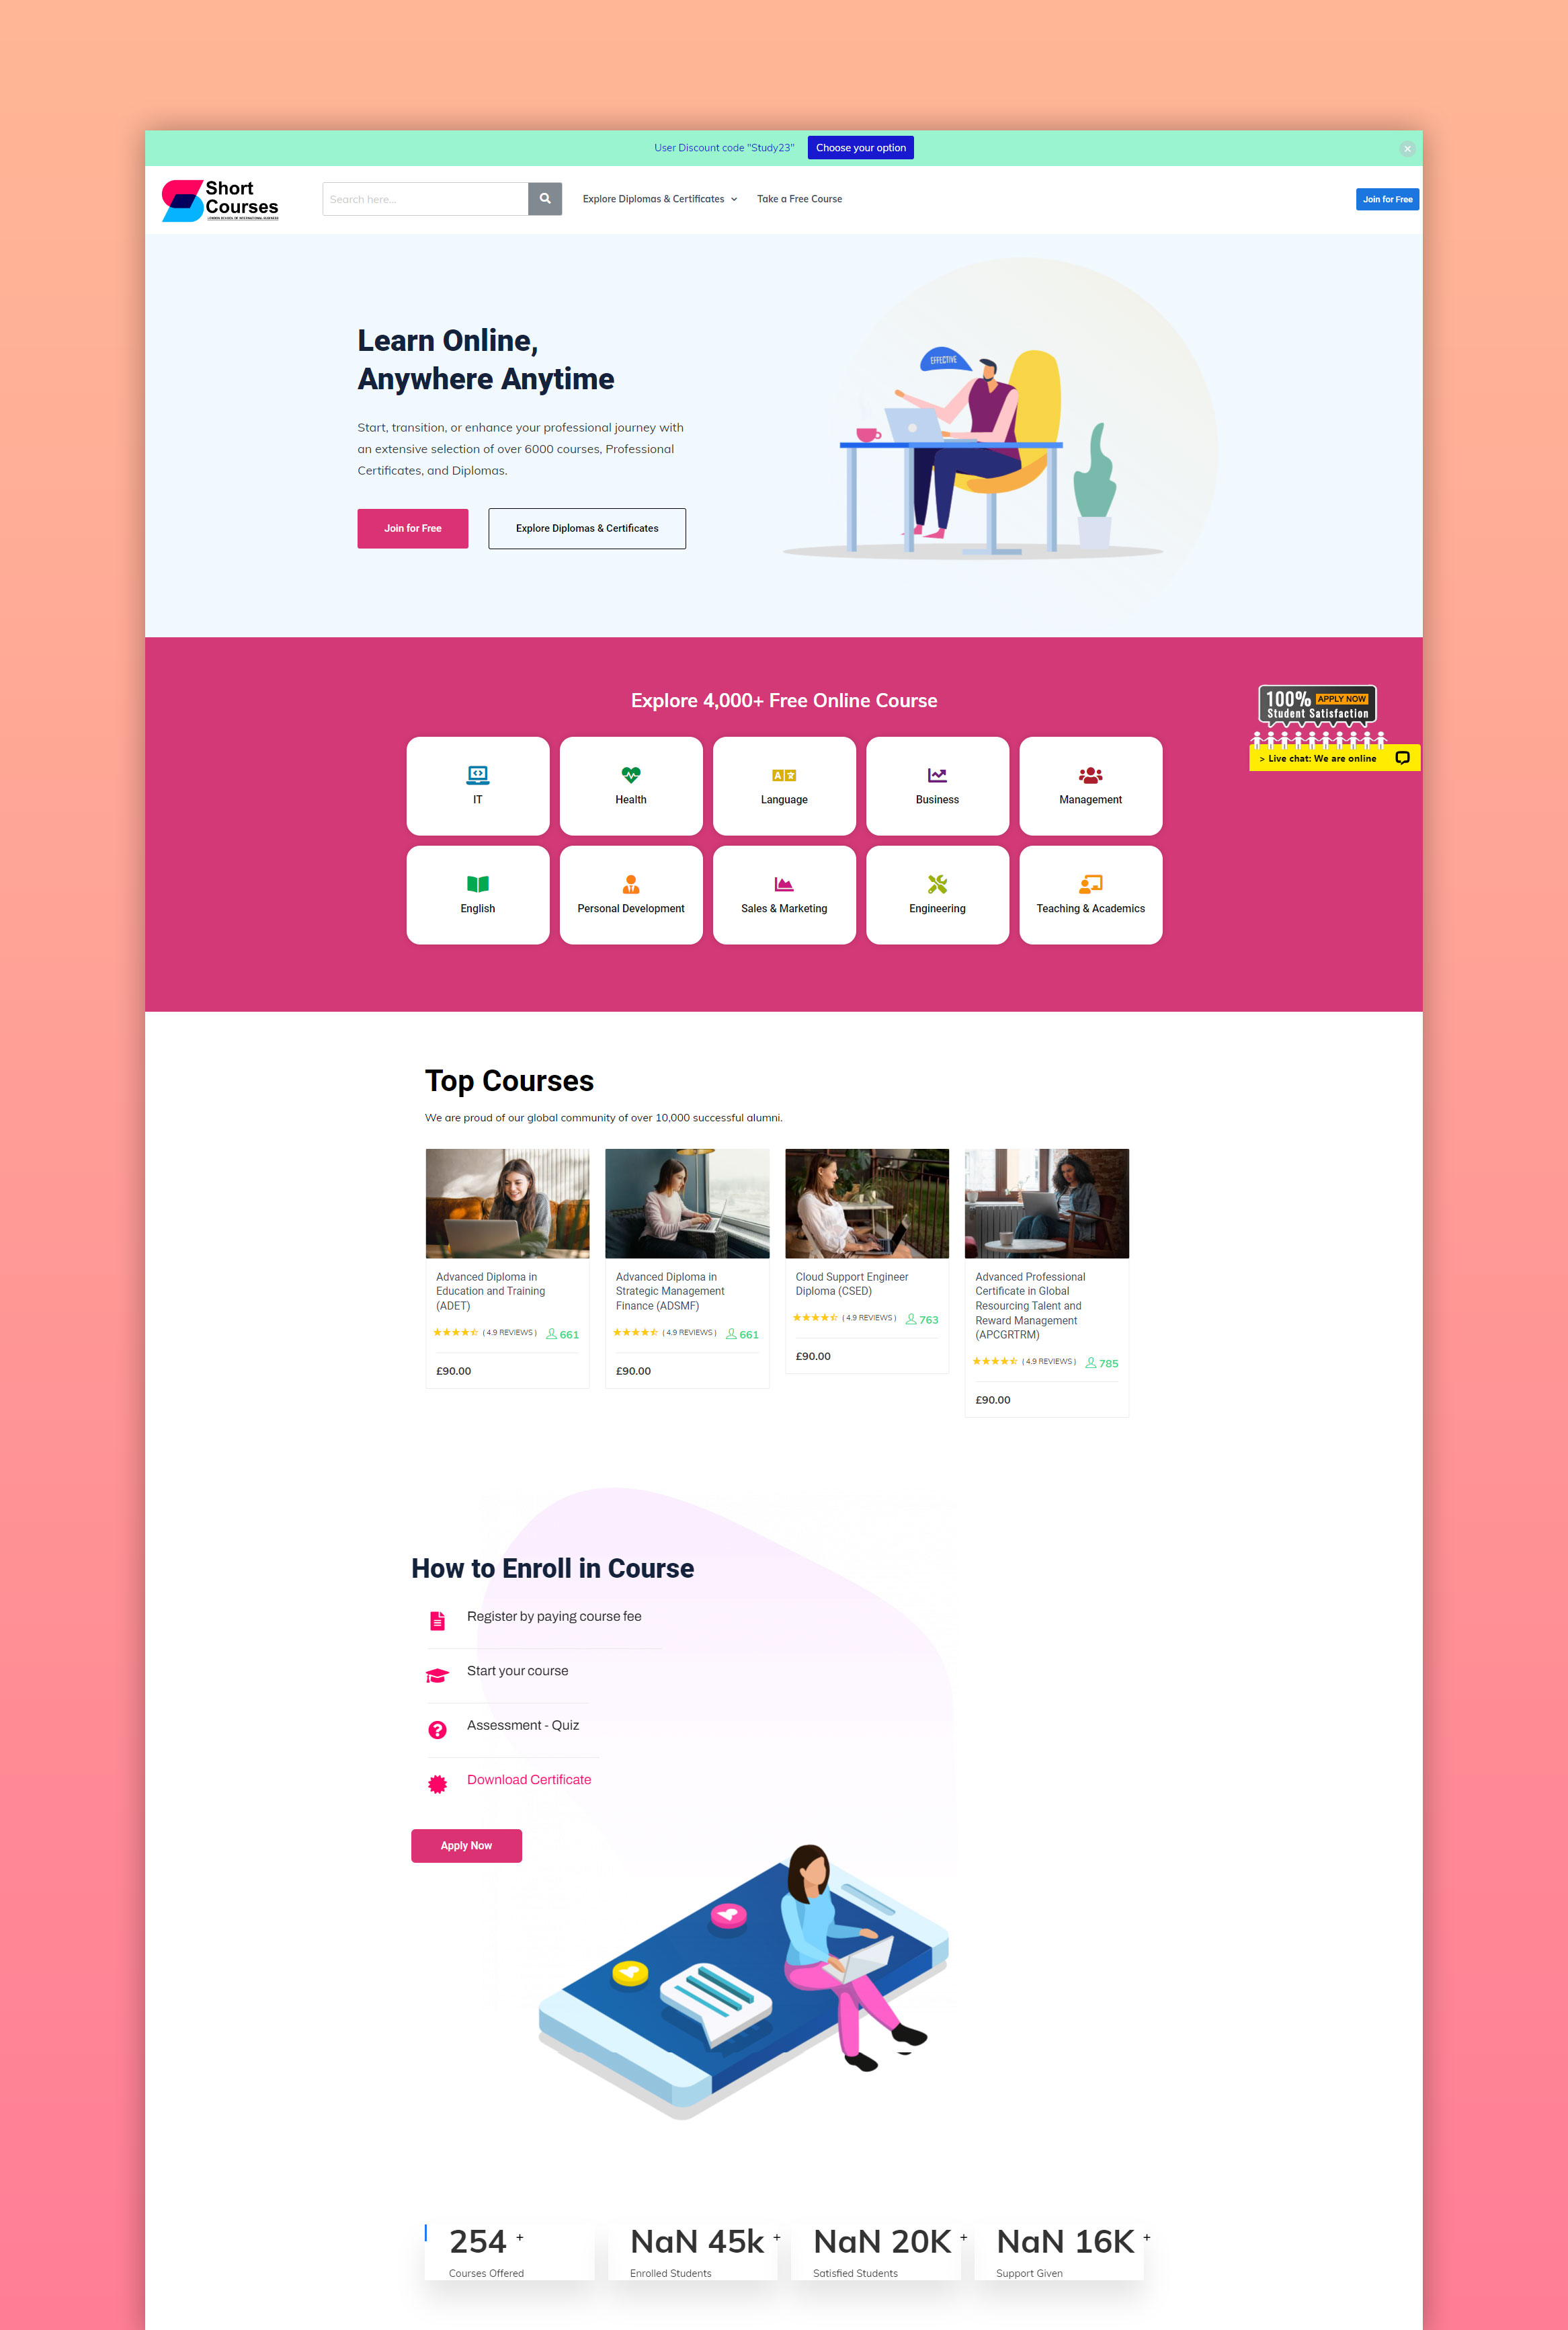 User Discount code "Study23"
Choose your option
Short
Courses
LONDON SCHOOL OF INTERNATIONAL BUSINESS
Search here...
Explore Diplomas & Certificates
Take a Free Course
Join for Free
Learn Online,
Anywhere Anytime
EFFECTIVE
Start, transition, or enhance your professional journey with
an extensive selection of over 6000 courses, Professional
Certificates, and Diplomas.
Join for Free
Explore Diplomas & Certificates
Explore 4,000+ Free Online Course
100% APPLY NOW
Student Satisfaction
> Live chat: We are online
IT
Health
Language
Business
Management
English
Personal Development
Sales & Marketing
Engineering
Teaching & Academics
Top Courses
We are proud of our global community of over 10,000 successful alumni.
Advanced Diploma in
Education and Training
(ADET)
( 4.9 REVIEWS )
661
£90.00
Advanced Diploma in
Strategic Management
Finance (ADSMF)
( 4.9 REVIEWS )
661
£90.00
Cloud Support Engineer
Diploma (CSED)
( 4.9 REVIEWS )
763
£90.00
Advanced Professional
Certificate in Global
Resourcing Talent and
Reward Management
(APCGRTRM)
( 4.9 REVIEWS )
785
£90.00
How to Enroll in Course
Register by paying course fee
Start your course
Assessment - Quiz
Download Certificate
Apply Now
254 +
Courses Offered
NaN 45k +
Enrolled Students
NaN 20K +
Satisfied Students
NaN 16K +
Support Given